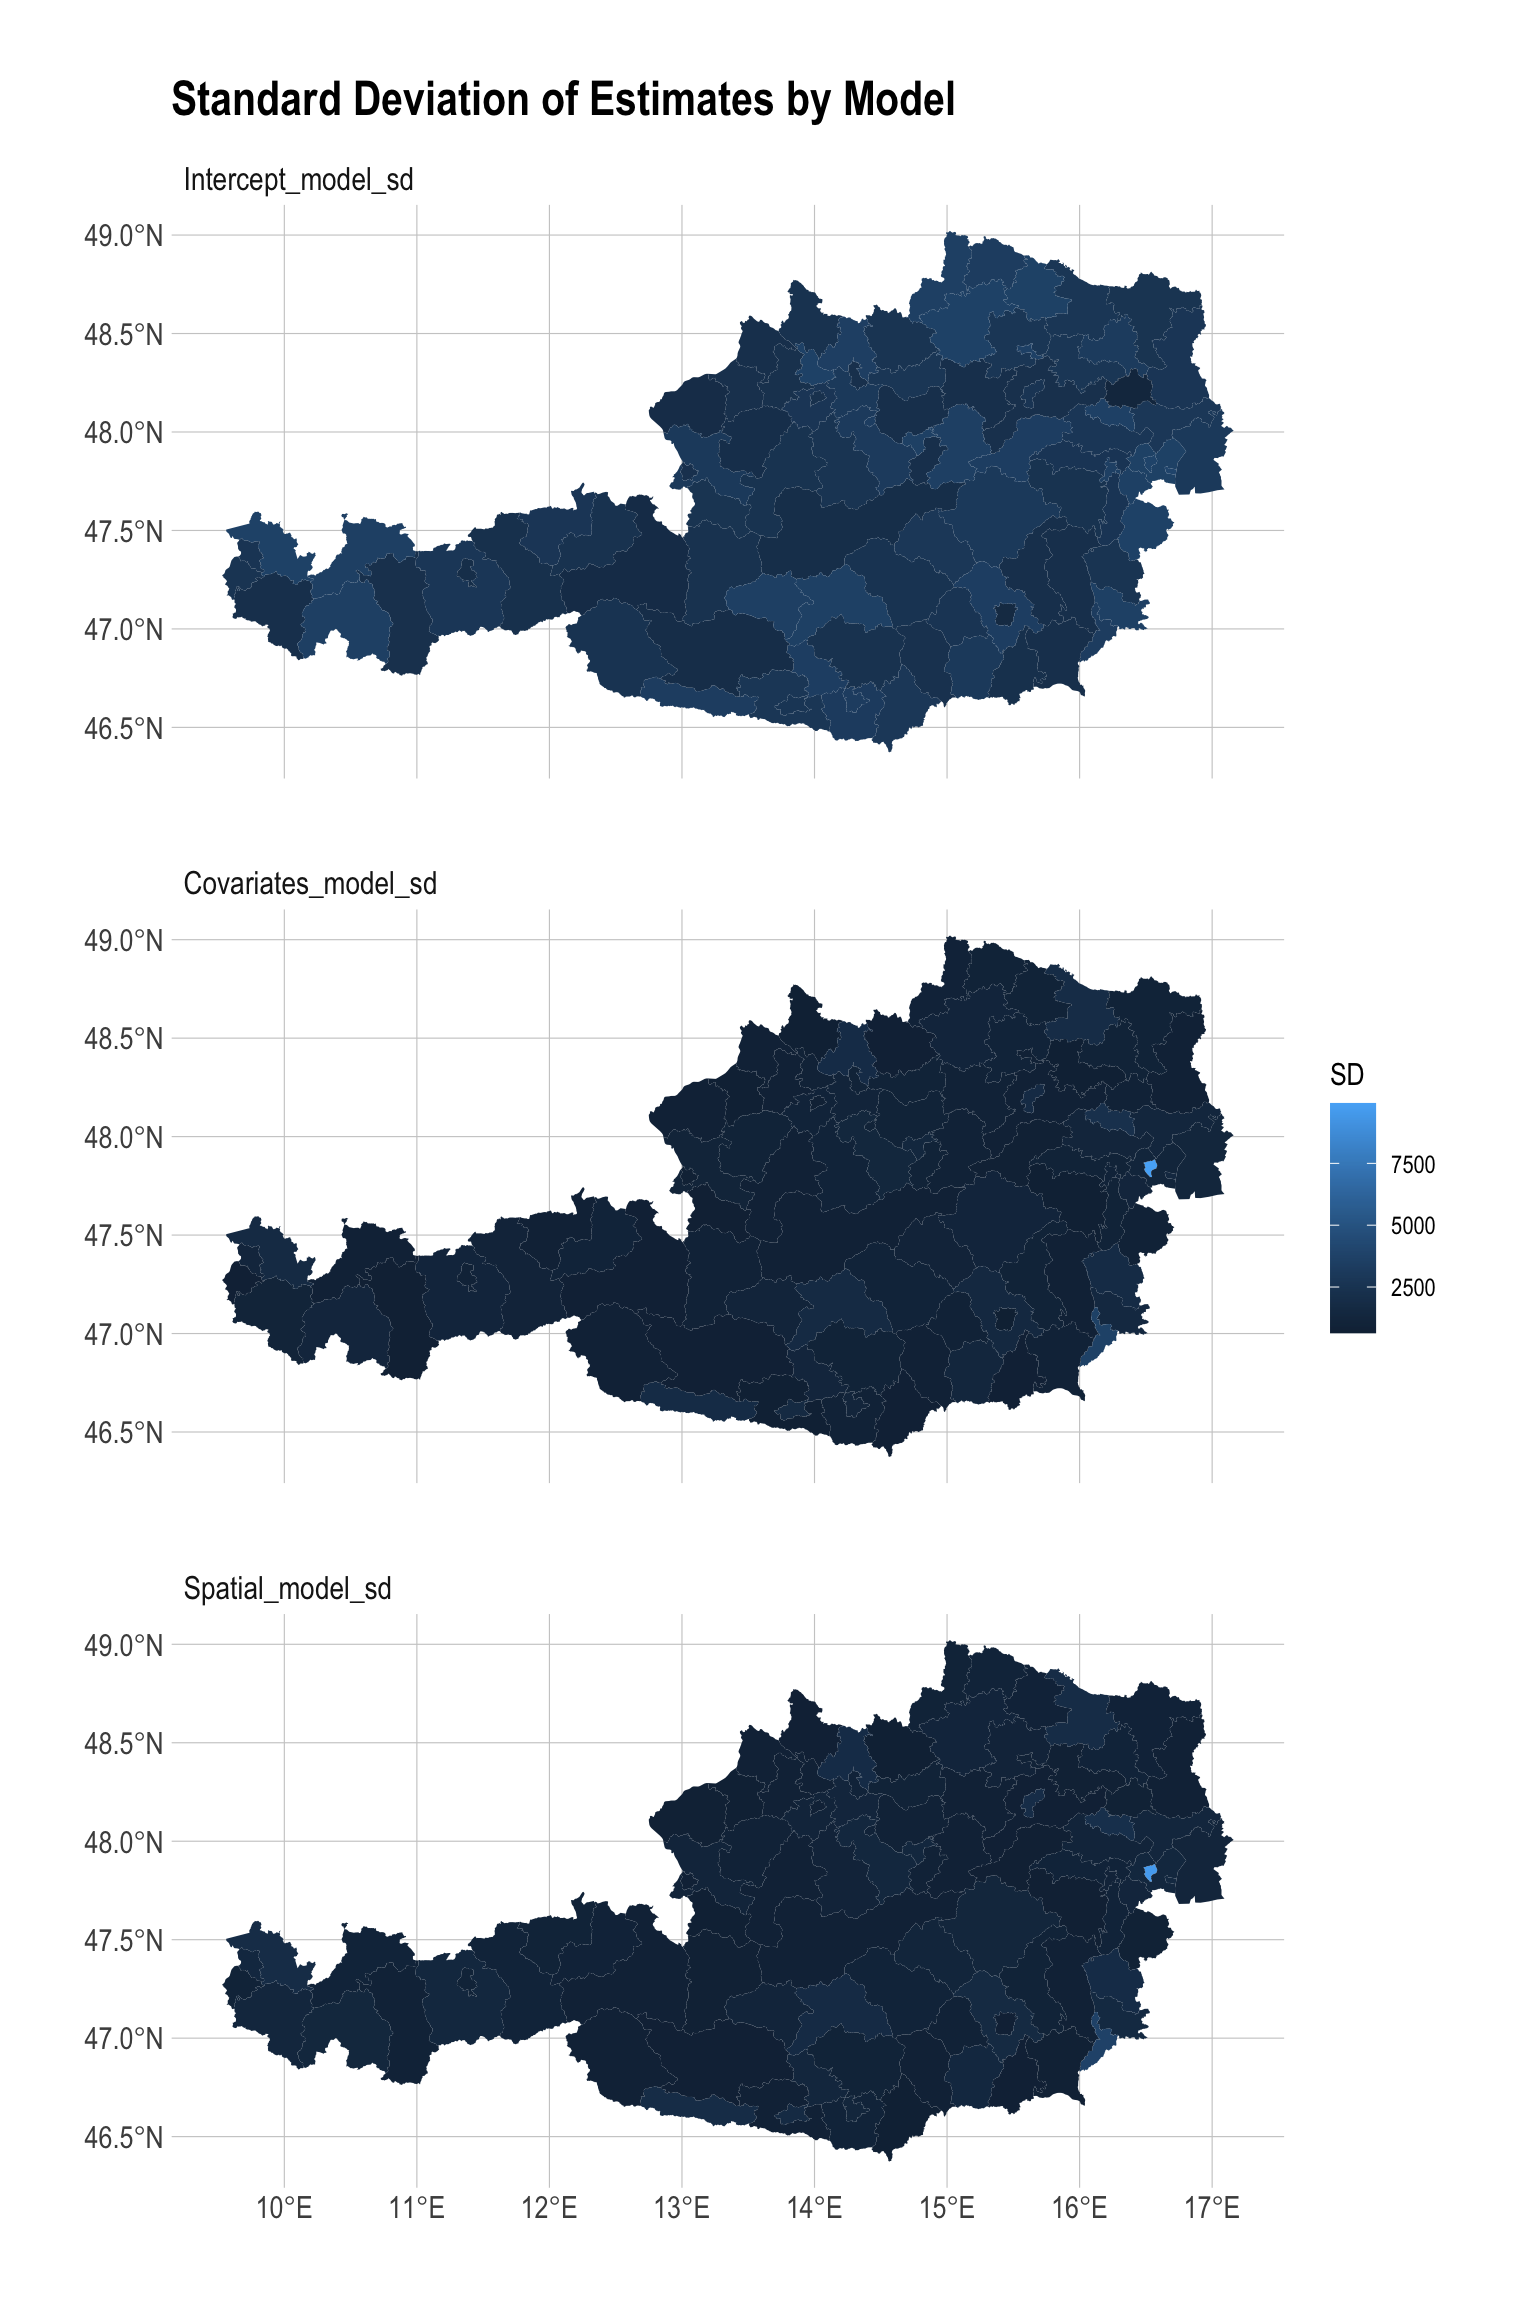 Standard Deviation of Estimates by Model
Intercept_model_sd
49.0°N
48.5°N
48.0°N
47.5°N
47.0°N
46.5°N
Covariates_model_sd
49.0°N
48.5°N
48.0°N
47.5°N
47.0°N
46.5°N
SD
7500
5000
2500
Spatial_model_sd
49.0°N
48.5°N
48.0°N
47.5°N
47.0°N
46.5°N
10°E 11°E 12°E 13°E 14°E 15°E 16°E 17°E